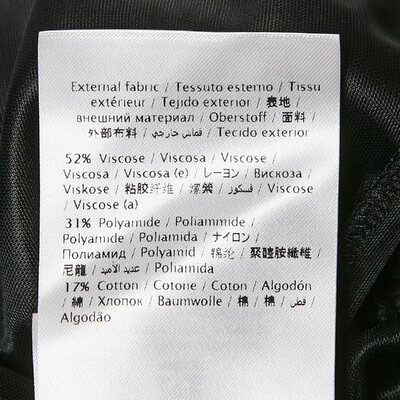 External fabric / Tessuto esterno / Tissu
extérieur / Tejido exterior / 表地 /
внешний материал / Oberstoff / 面料 /
外部布料 / قماش خارجي / Tecido exterior
52% Viscose / Viscosa / Viscose /
Viscosa / Viscosa (e) / レーヨン / Вискоза /
Viskose / 粘胶纤维 / 嫘縈 / فسكوز / Viscose
/ Viscose (a)
31% Polyamide / Poliammide /
Polyamide / Poliamida / ナイロン /
Полиамид / Polyamid / 锦纶 / 聚醯胺纖維 /
尼龍 / عديد الأميد / Poliamida
17% Cotton / Cotone / Coton / Algodón
/ 綿 / Хлопок / Baumwolle / 棉 / 棉 / قطن /
Algodão